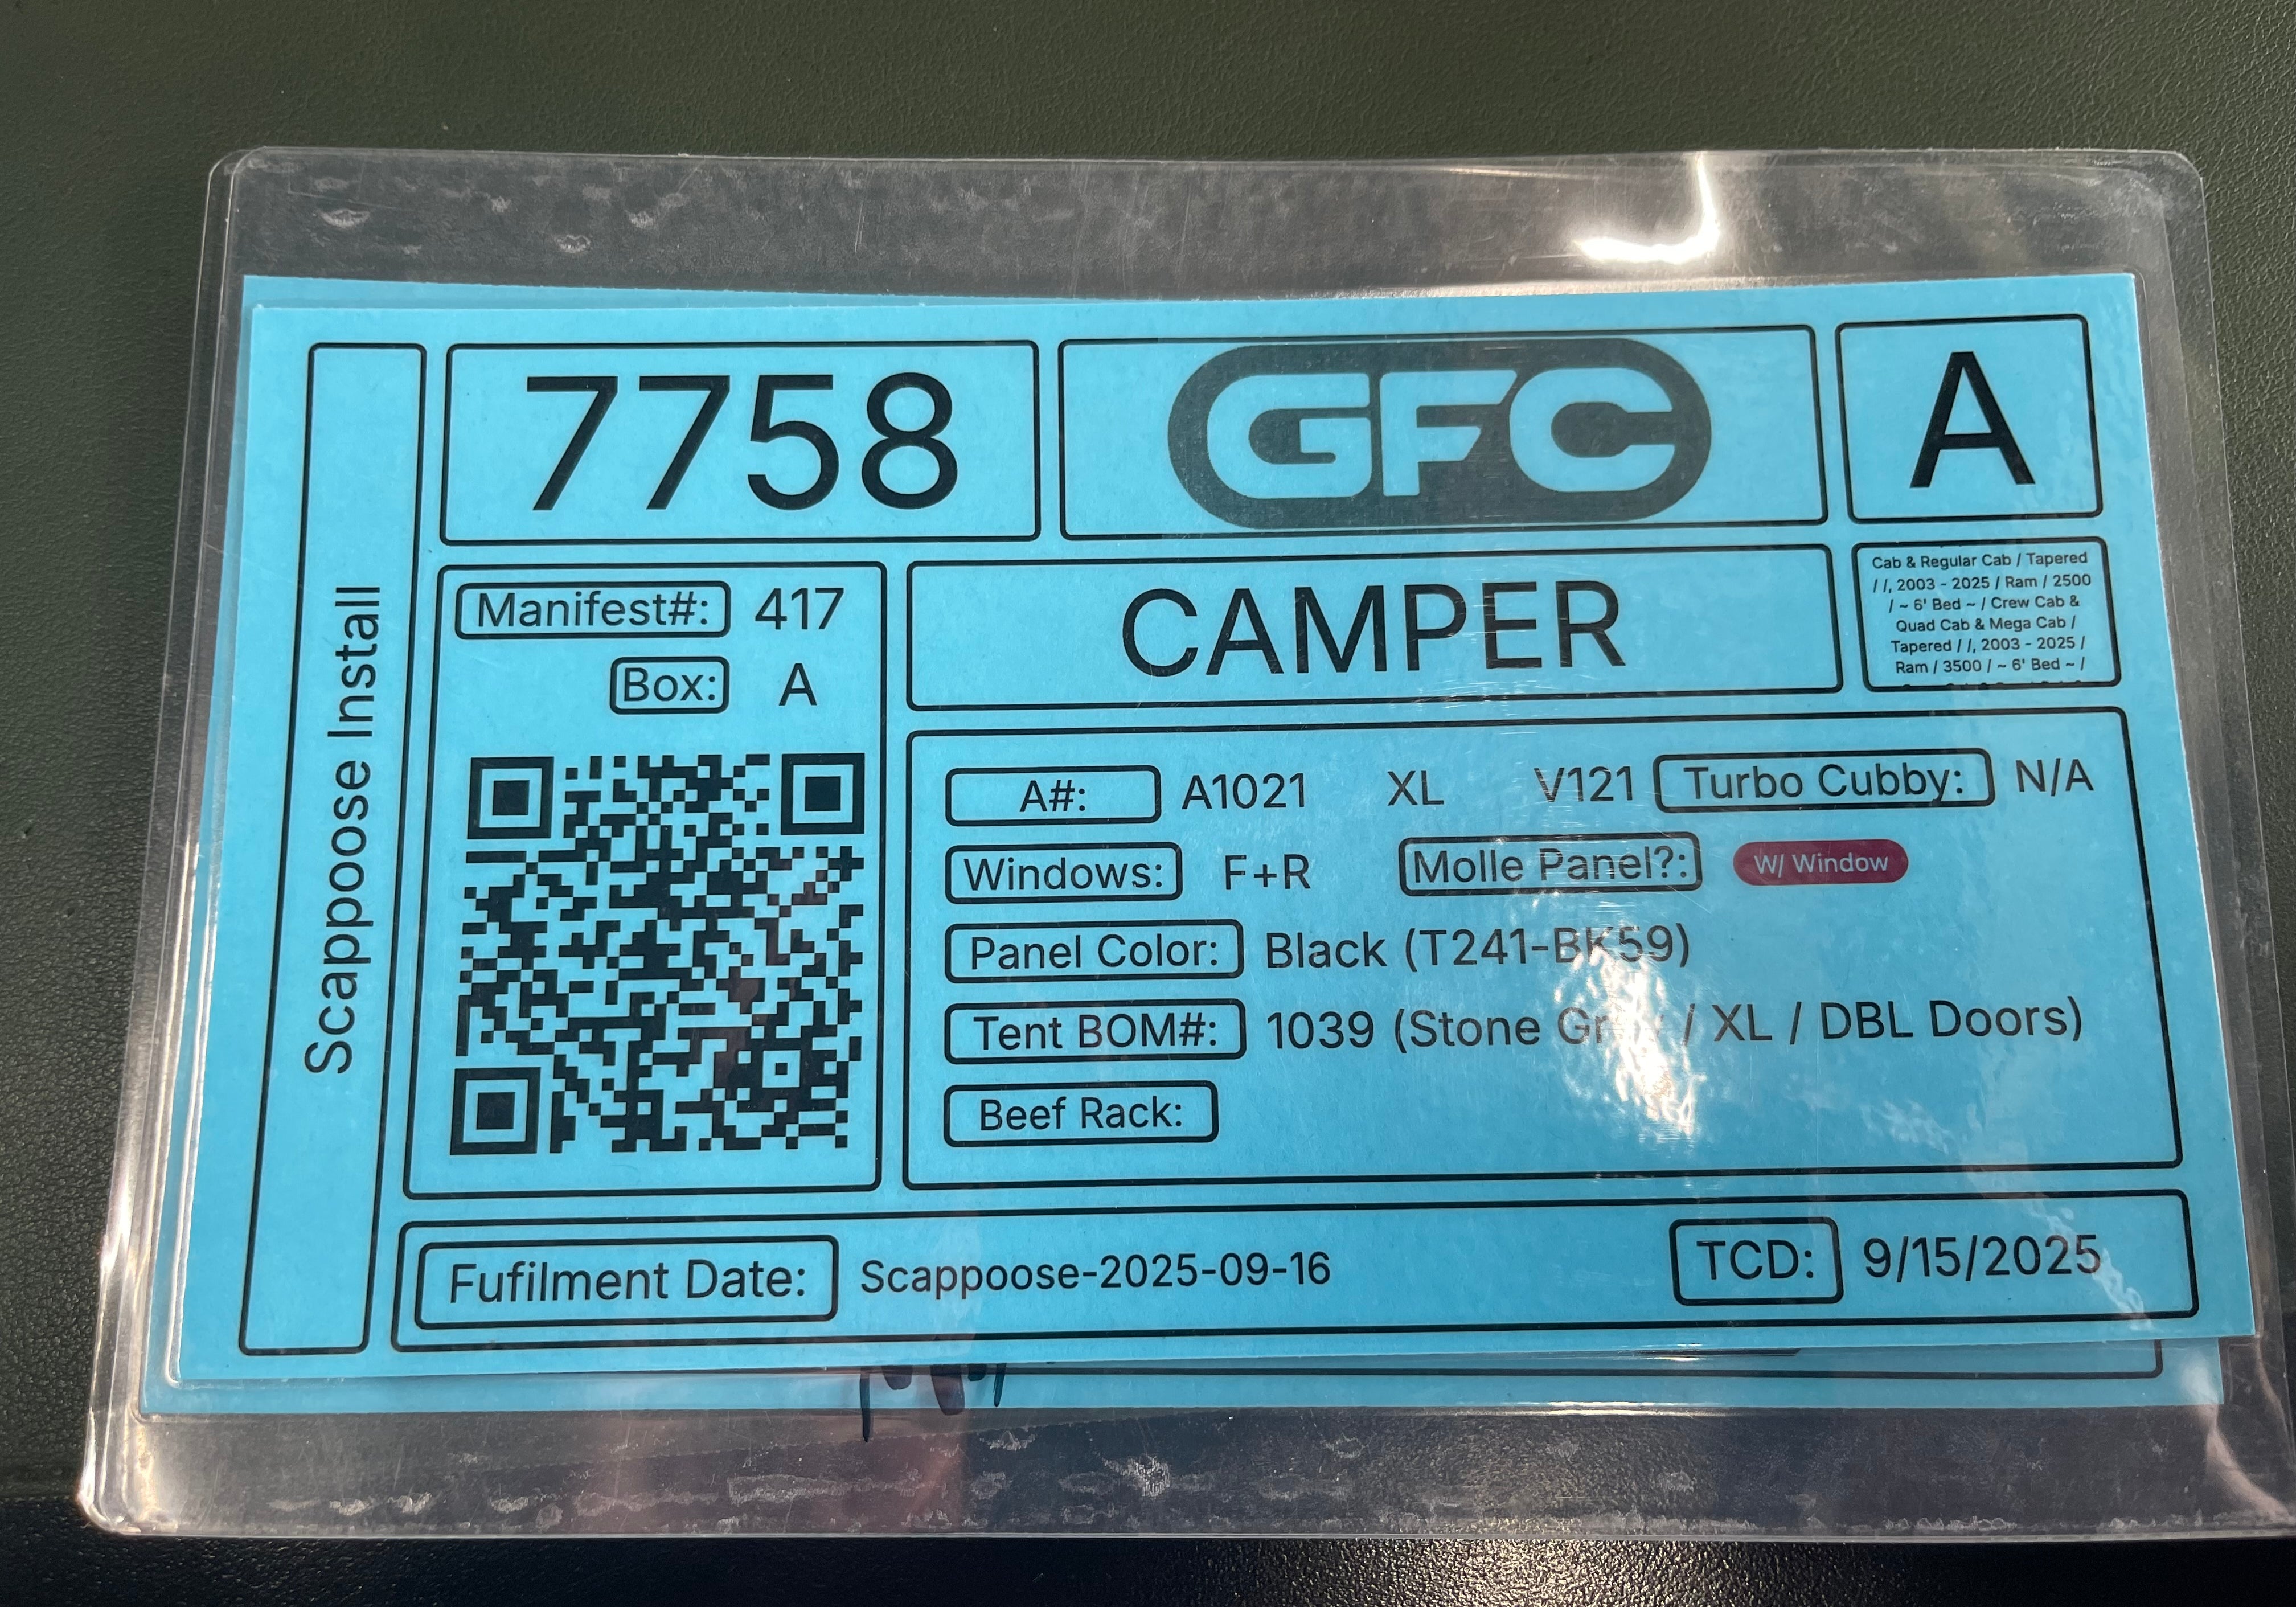 Scappoose Install
7758
GFC
A
Manifest#: 417
Box: A
CAMPER
Cab & Regular Cab / Tapered
/ /, 2003 - 2025 / Ram / 2500
/ ~ 6' Bed ~ / Crew Cab &
Quad Cab & Mega Cab /
Tapered / /, 2003 - 2025 /
Ram / 3500 / ~ 6' Bed ~ /
A#: A1021 XL V121 Turbo Cubby: N/A
Windows: F+R Molle Panel?: W/ Window
Panel Color: Black (T241-BK59)
Tent BOM#: 1039 (Stone / XL / DBL Doors)
Beef Rack:
Fufilment Date: Scappoose-2025-09-16
TCD: 9/15/2025